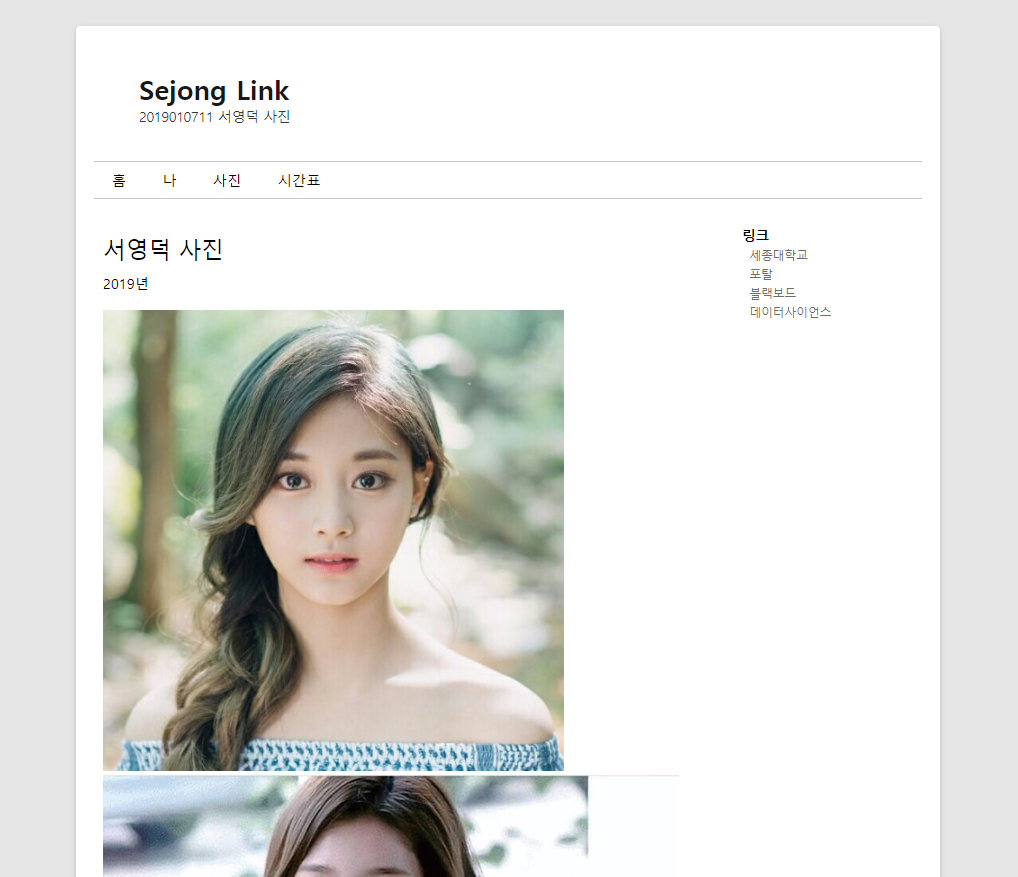 Sejong Link
2019010711 서영덕 사진
홈 나 사진 시간표
서영덕 사진
2019년
링크
세종대학교
포탈
블랙보드
데이터사이언스